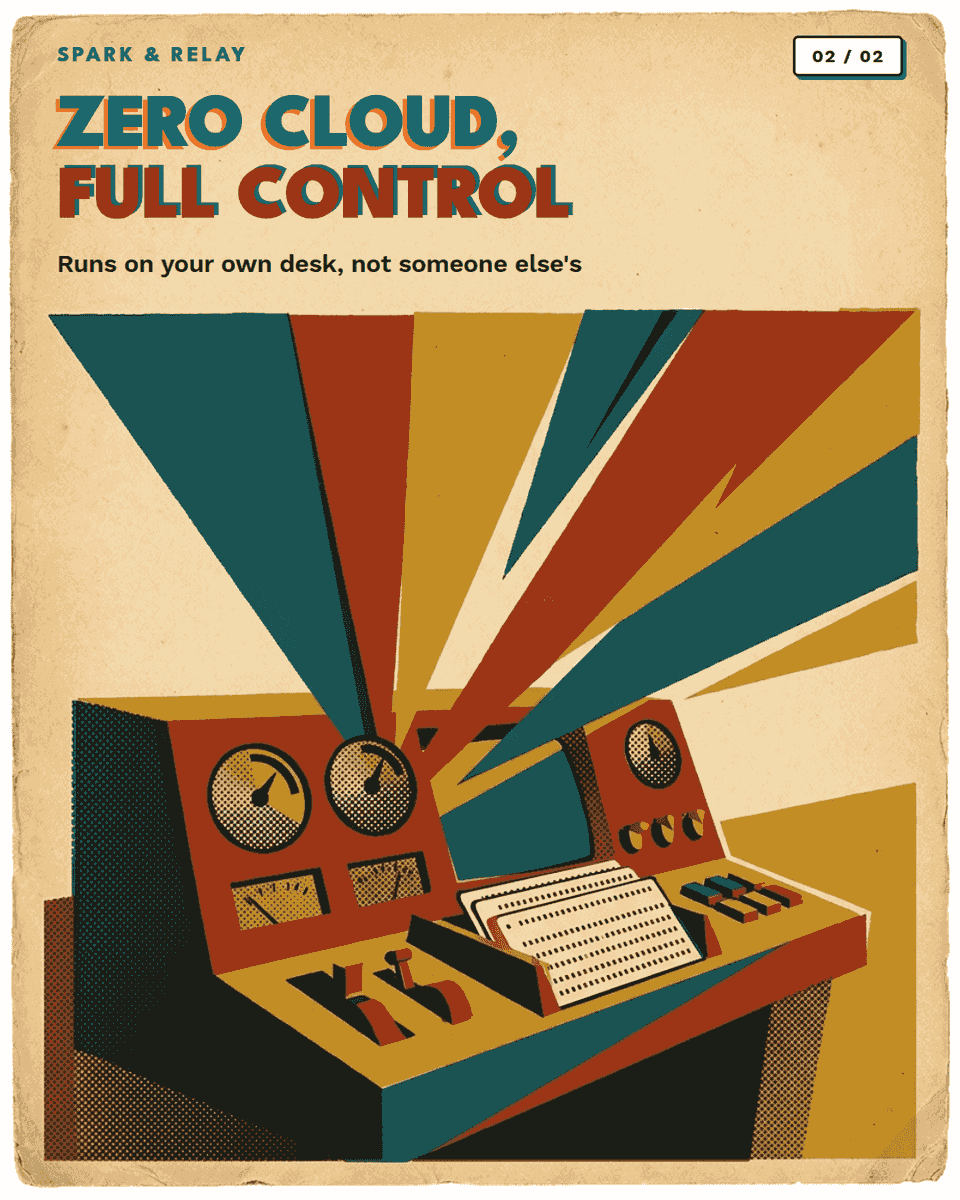 SPARK & RELAY
02 / 02
ZERO CLOUD,
FULL CONTROL
Runs on your own desk, not someone else's